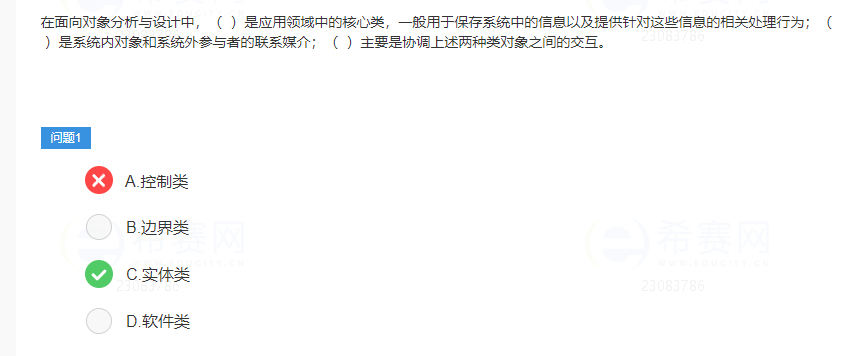 在面向对象分析与设计中，（ ）是应用领域中的核心类，一般用于保存系统中的信息以及提供针对这些信息的相关处理行为；（
）是系统内对象和系统外参与者的联系媒介；（ ）主要是协调上述两种类对象之间的交互。
23083786
问题1
A.控制类
B.边界类
希赛网
希赛网
C.实体类
23083786
23083786
D.软件类